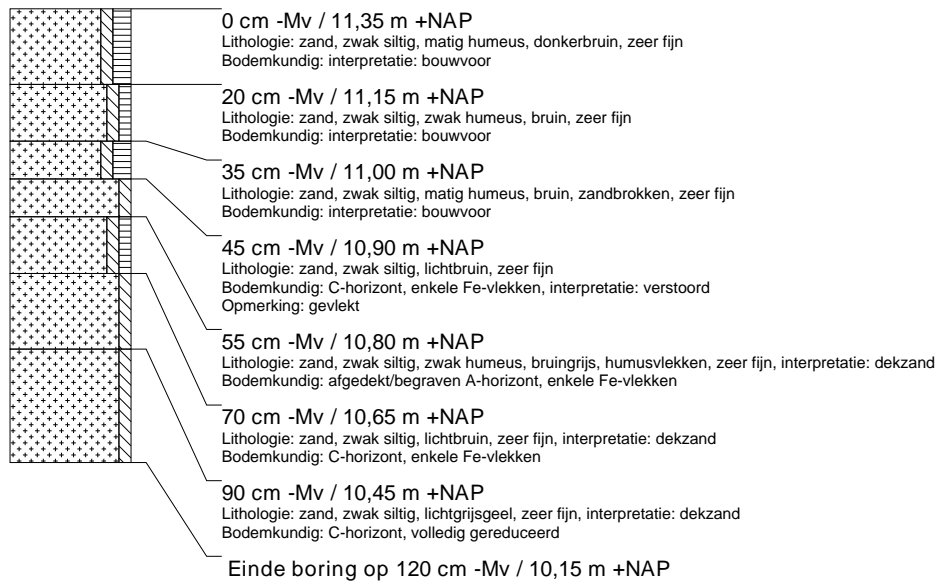 0 cm -Mv / 11,35 m +NAP
Lithologie: zand, zwak siltig, matig humeus, donkerbruin, zeer fijn
Bodemkundig: interpretatie: bouwvoor
20 cm -Mv / 11,15 m +NAP
Lithologie: zand, zwak siltig, zwak humeus, bruin, zeer fijn
Bodemkundig: interpretatie: bouwvoor
35 cm -Mv / 11,00 m +NAP
Lithologie: zand, zwak siltig, matig humeus, bruin, zandbrokken, zeer fijn
Bodemkundig: interpretatie: bouwvoor
45 cm -Mv / 10,90 m +NAP
Lithologie: zand, zwak siltig, lichtbruin, zeer fijn
Bodemkundig: C-horizont, enkele Fe-vlekken, interpretatie: verstoord
Opmerking: gevlekt
55 cm -Mv / 10,80 m +NAP
Lithologie: zand, zwak siltig, zwak humeus, bruingrijs, humusvlekken, zeer fijn, interpretatie: dekzand
Bodemkundig: afgedekt/begraven A-horizont, enkele Fe-vlekken
70 cm -Mv / 10,65 m +NAP
Lithologie: zand, zwak siltig, lichtbruin, zeer fijn, interpretatie: dekzand
Bodemkundig: C-horizont, enkele Fe-vlekken
90 cm -Mv / 10,45 m +NAP
Lithologie: zand, zwak siltig, lichtgrijsgeel, zeer fijn, interpretatie: dekzand
Bodemkundig: C-horizont, volledig gereduceerd
Einde boring op 120 cm -Mv / 10,15 m +NAP